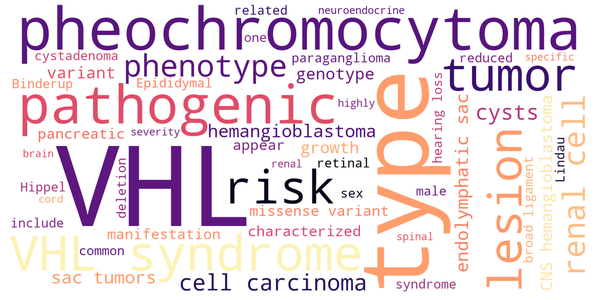 pheochromocytoma
related
neuroendocrine
one
cystadenoma
variant
phenotype
paraganglioma
genotype
reduced
specific
tumor
Binderup
Epididymal
pathogenic
highly
pancreatic
severity
hemangioblastoma
appear
growth
type
hearing loss
endolymphatic sac
cysts
lesion
CNS hemangioblastoma
Lindau
broad ligament
renal cell
brain
VHL
deletion
renal
retinal
risk
sex
male
Hippel
cord
missense variant
include
manifestation
characterized
spinal
VHL syndrome
common
sac tumors
cell carcinoma
syndrome